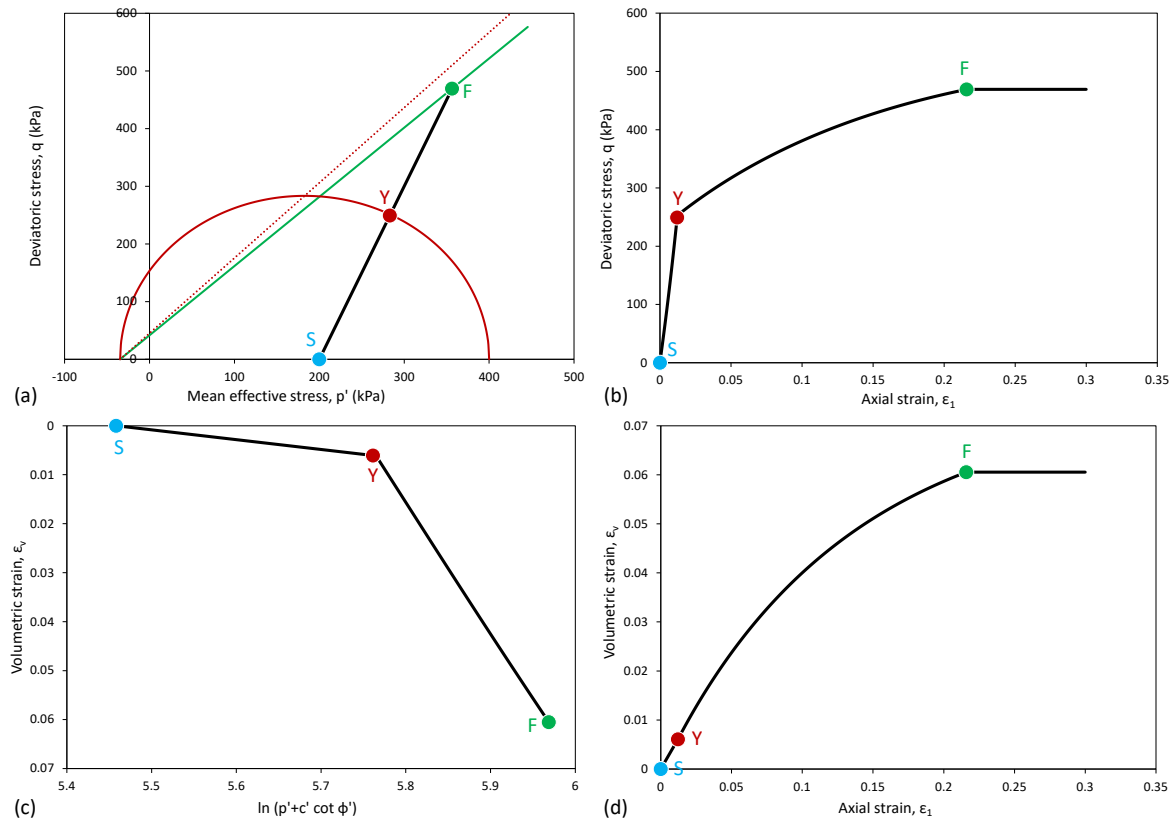 600
500
400
300
200
100
0
Deviatoric stress, q (kPa)
-100 0 100 200 300 400 500
Mean effective stress, p' (kPa)
S
Y
F
(a)
600
500
400
300
200
100
0
Deviatoric stress, q (kPa)
0 0.05 0.1 0.15 0.2 0.25 0.3 0.35
Axial strain, ε1
S
Y
F
(b)
0
0.01
0.02
0.03
0.04
0.05
0.06
0.07
Volumetric strain, εv
5.4 5.5 5.6 5.7 5.8 5.9 6
ln (p'+c' cot ϕ')
S
Y
F
(c)
0.07
0.06
0.05
0.04
0.03
0.02
0.01
0
Volumetric strain, εv
0 0.05 0.1 0.15 0.2 0.25 0.3 0.35
Axial strain, ε1
S
Y
F
(d)